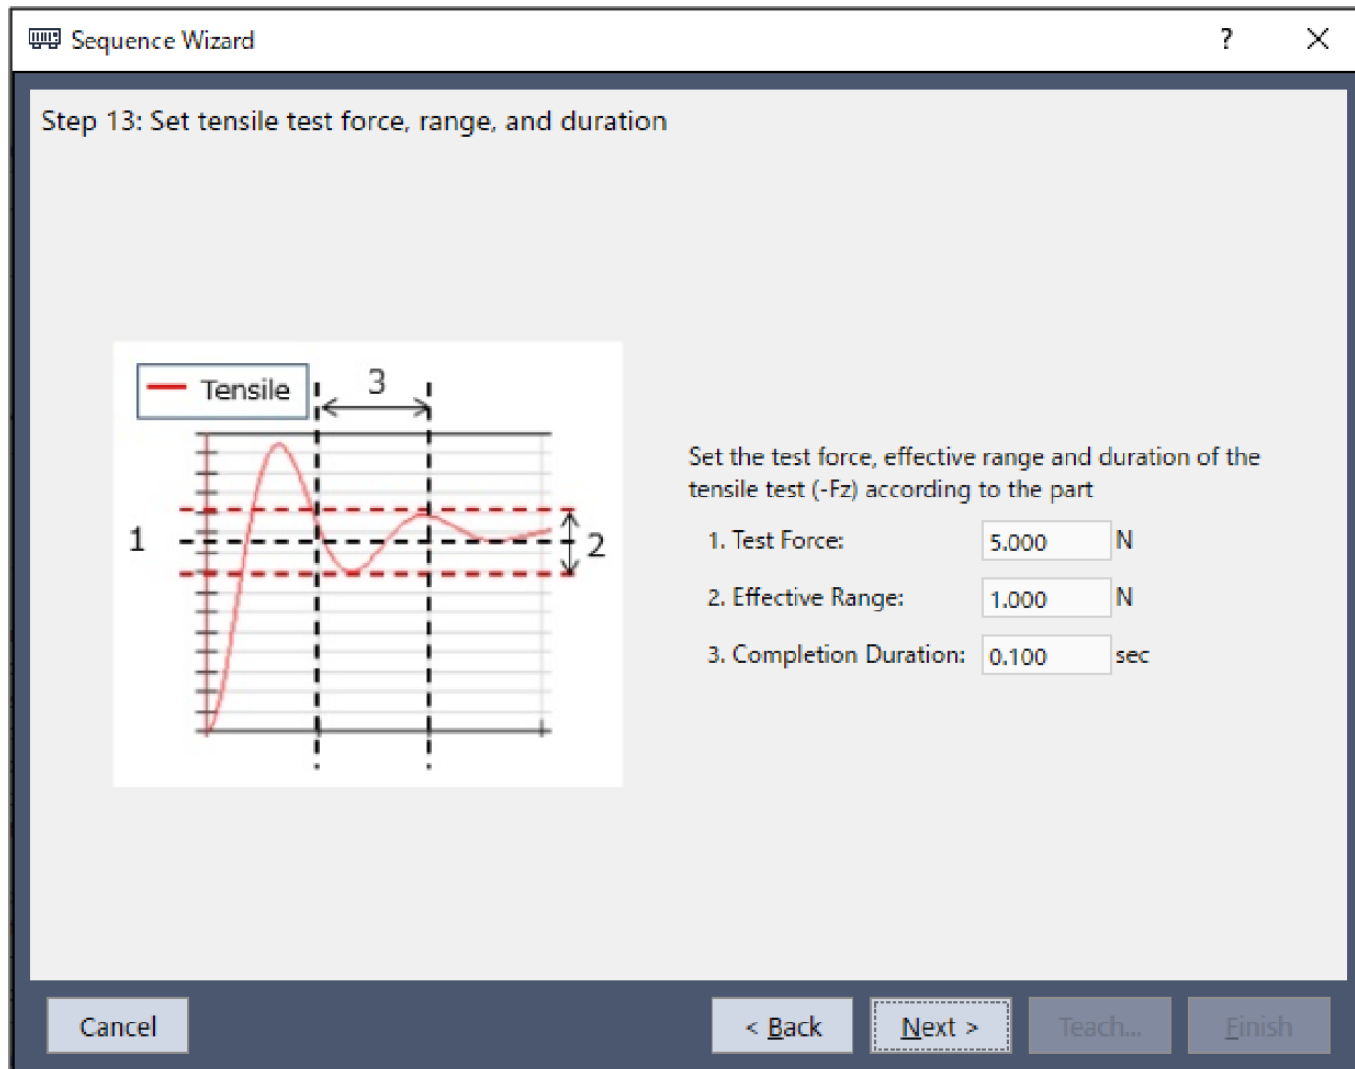 Sequence Wizard
?
Step 13: Set tensile test force, range, and duration
Tensile
3
1
2
Set the test force, effective range and duration of the
tensile test (-Fz) according to the part
1. Test Force: 5.000 N
2. Effective Range: 1.000 N
3. Completion Duration: 0.100 sec
Cancel
< Back
Next >
Teach...
Finish